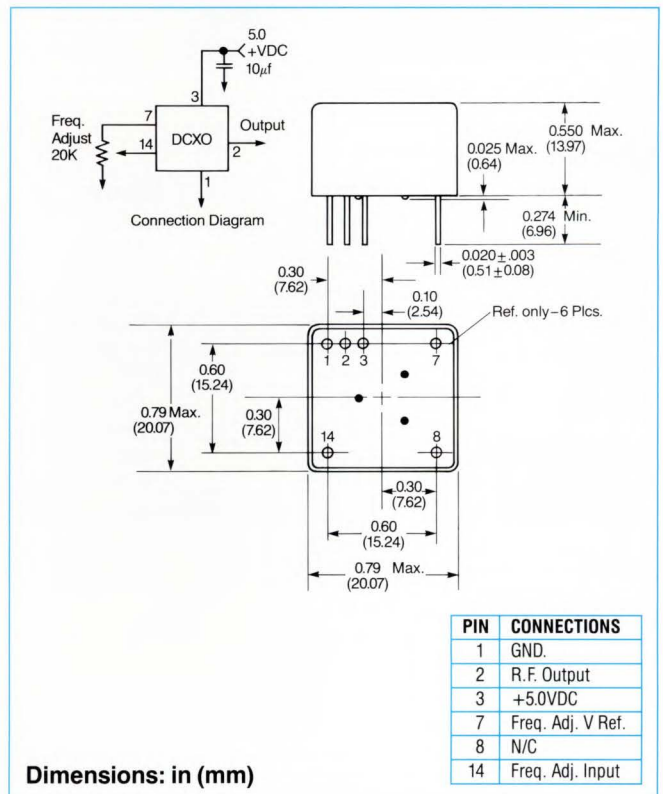 5.0
+VDC
10µf
3
7
Freq.
Adjust
20K
14
DCXO
Output
2
1
Connection Diagram
0.025 Max.
(0.64)
0.550 Max.
(13.97)
0.274 Min.
(6.96)
0.020±.003
(0.51±0.08)
0.30
(7.62)
0.10
(2.54)
Ref. only–6 Plcs.
1 2 3 7
0.60
(15.24)
0.79 Max.
(20.07)
0.30
(7.62)
14 8
0.30
(7.62)
0.60
(15.24)
0.79 Max.
(20.07)
PIN CONNECTIONS
1 GND.
2 R.F. Output
3 +5.0VDC
7 Freq. Adj. V Ref.
8 N/C
14 Freq. Adj. Input
Dimensions: in (mm)